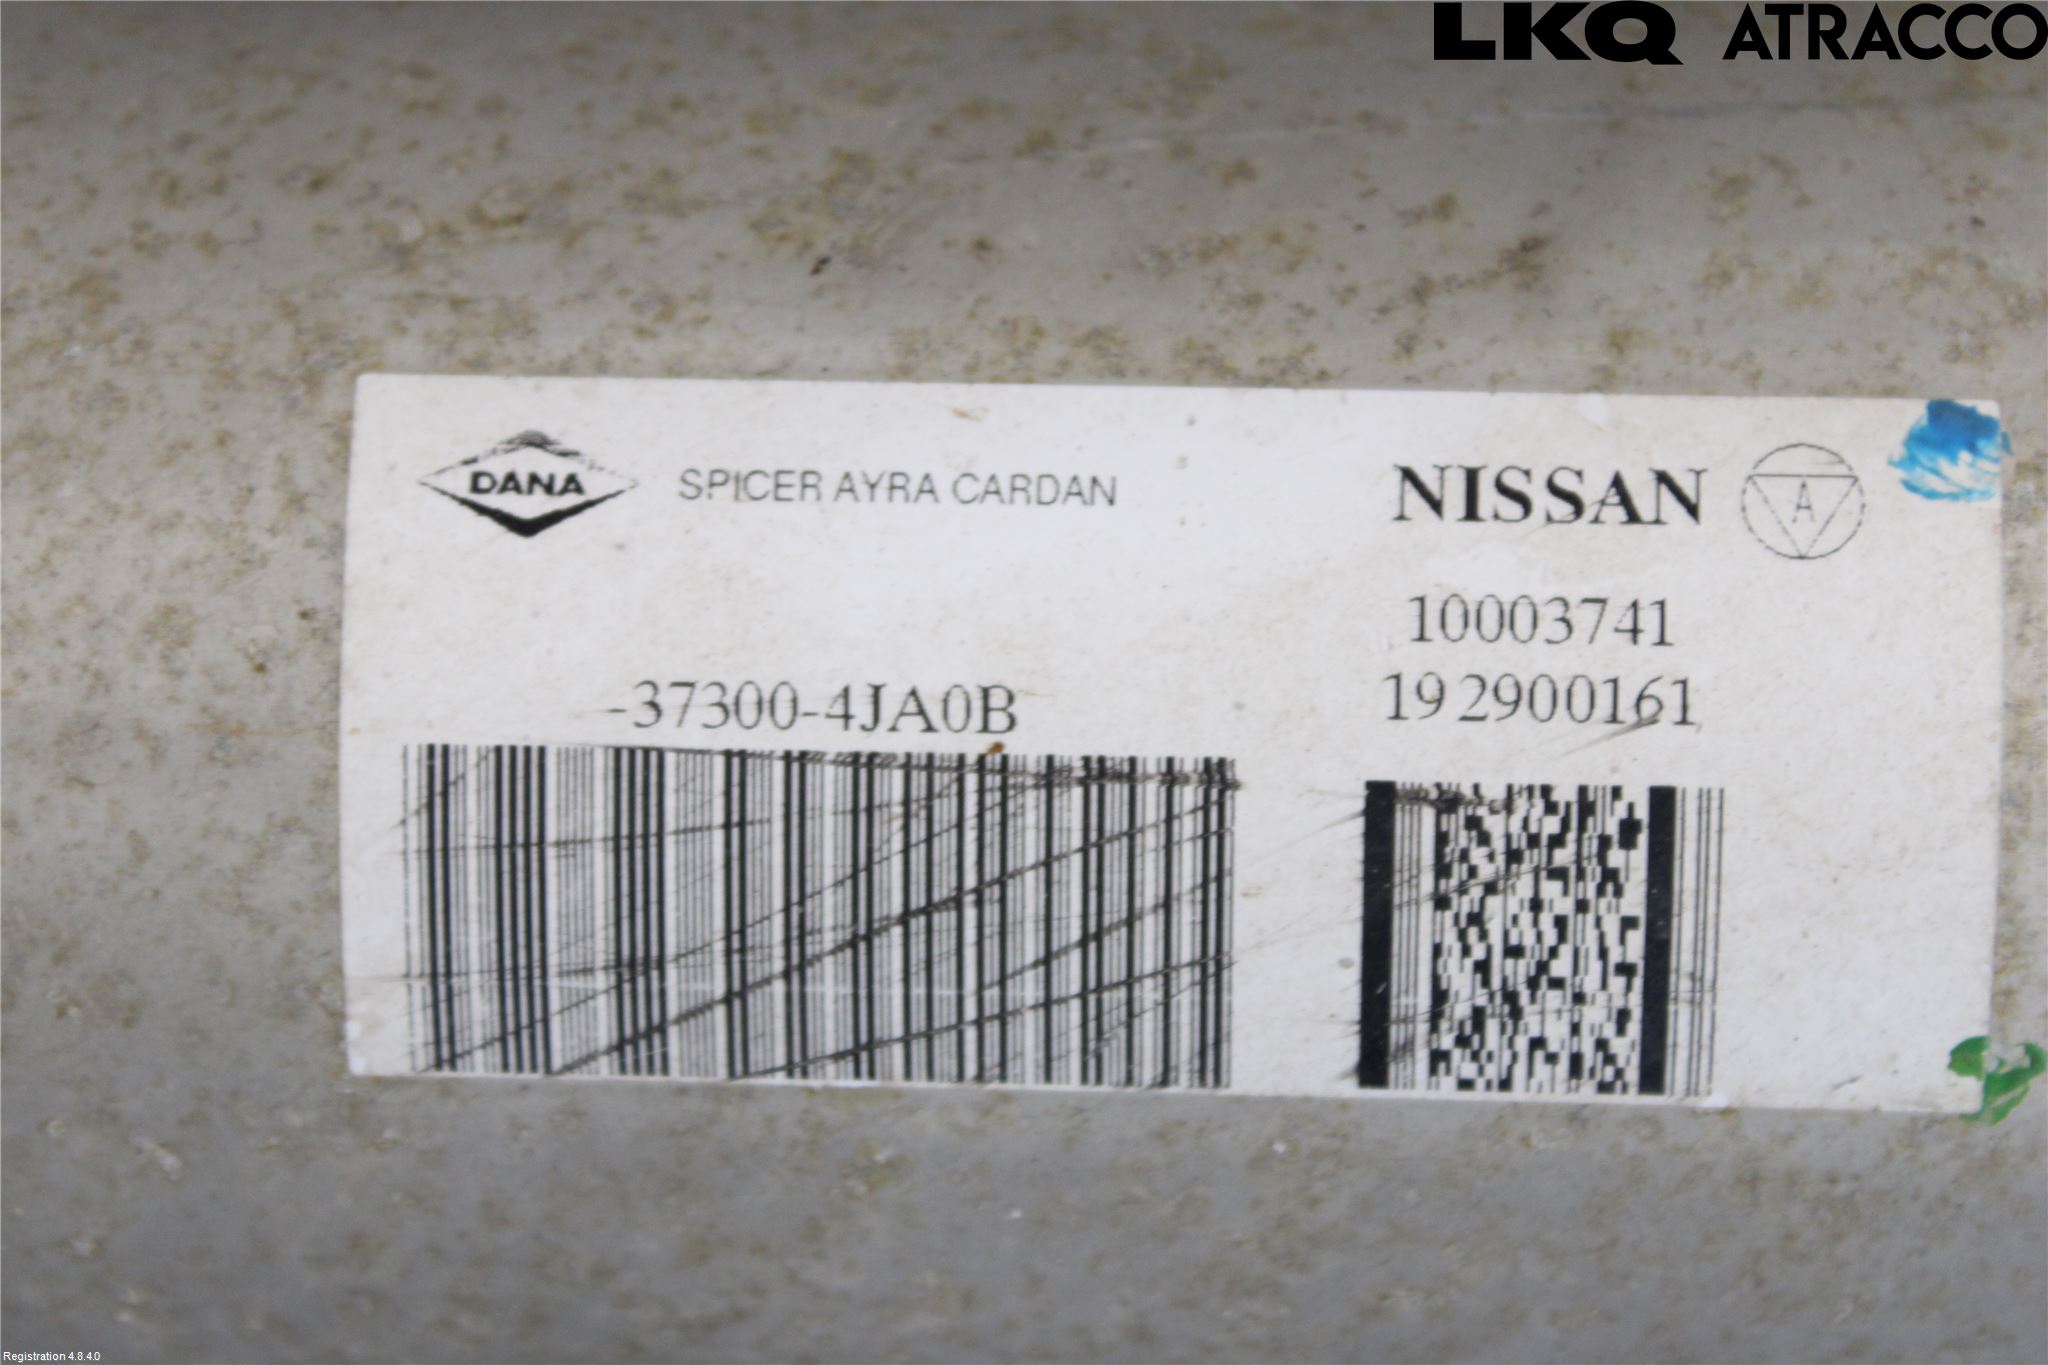 LKQ ATRACCO
DANA SPICER AYRA CARDAN NISSAN A
10003741
-37300-4JA0B 19 2900161
Registration 4.8.4.0